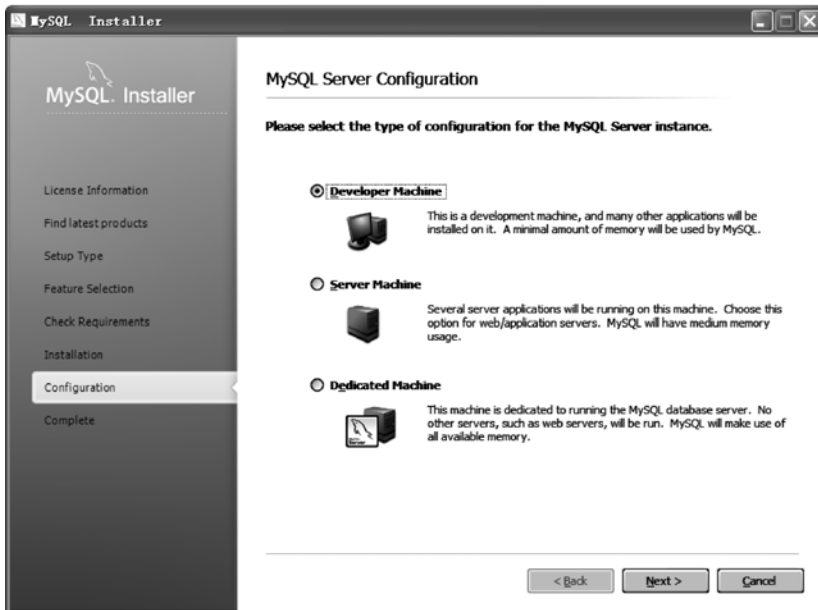 MySQL Installer
MySQL Installer
License Information
Find latest products
Setup Type
Feature Selection
Check Requirements
Installation
Configuration
Complete
MySQL Server Configuration
Please select the type of configuration for the MySQL Server instance.
Developer Machine
This is a development machine, and many other applications will be
installed on it. A minimal amount of memory will be used by MySQL.
Server Machine
Several server applications will be running on this machine. Choose this
option for web/application servers. MySQL will have medium memory
usage.
Dedicated Machine
This machine is dedicated to running the MySQL database server. No
other servers, such as web servers, will be run. MySQL will make use of
all available memory.
< Back
Next >
Cancel